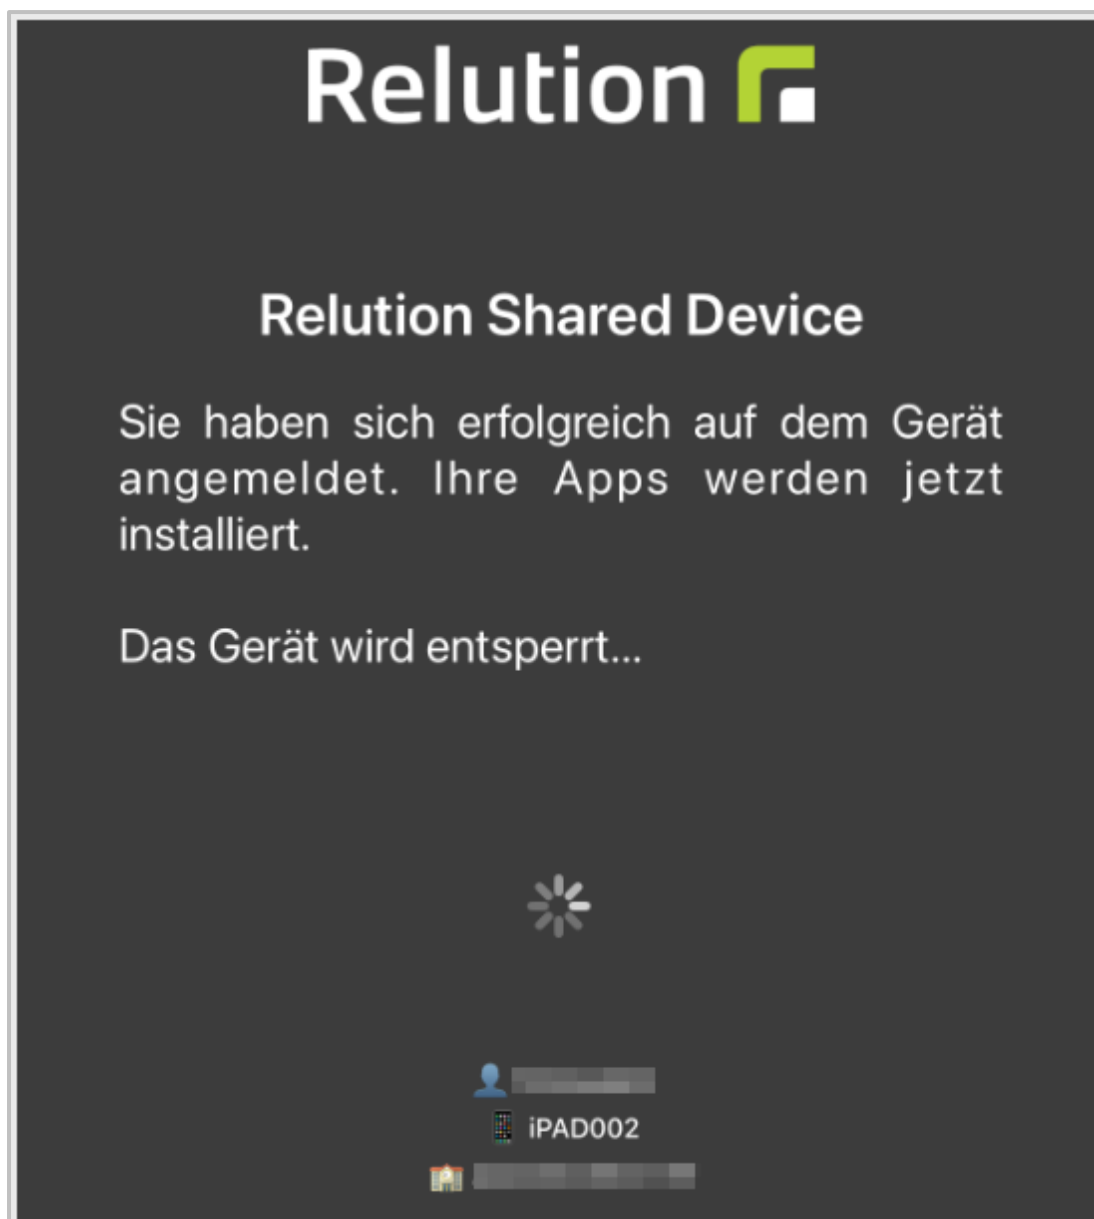 Relution
Relution Shared Device
Sie haben sich erfolgreich auf dem Gerät
angemeldet. Ihre Apps werden jetzt
installiert.
Das Gerät wird entsperrt...
iPAD002